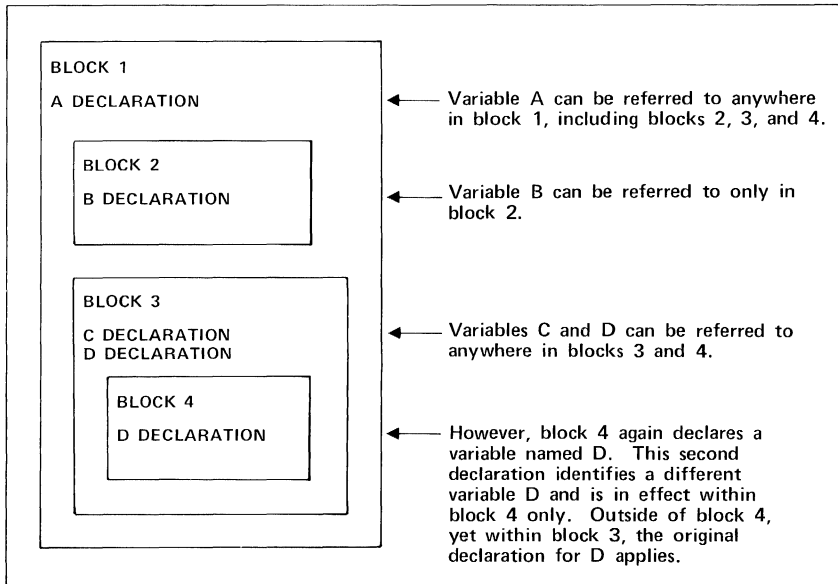 BLOCK 1
A DECLARATION
Variable A can be referred to anywhere
in block 1, including blocks 2, 3, and 4.
BLOCK 2
B DECLARATION
Variable B can be referred to only in
block 2.
BLOCK 3
C DECLARATION
D DECLARATION
Variables C and D can be referred to
anywhere in blocks 3 and 4.
BLOCK 4
D DECLARATION
However, block 4 again declares a
variable named D. This second
declaration identifies a different
variable D and is in effect within
block 4 only. Outside of block 4,
yet within block 3, the original
declaration for D applies.